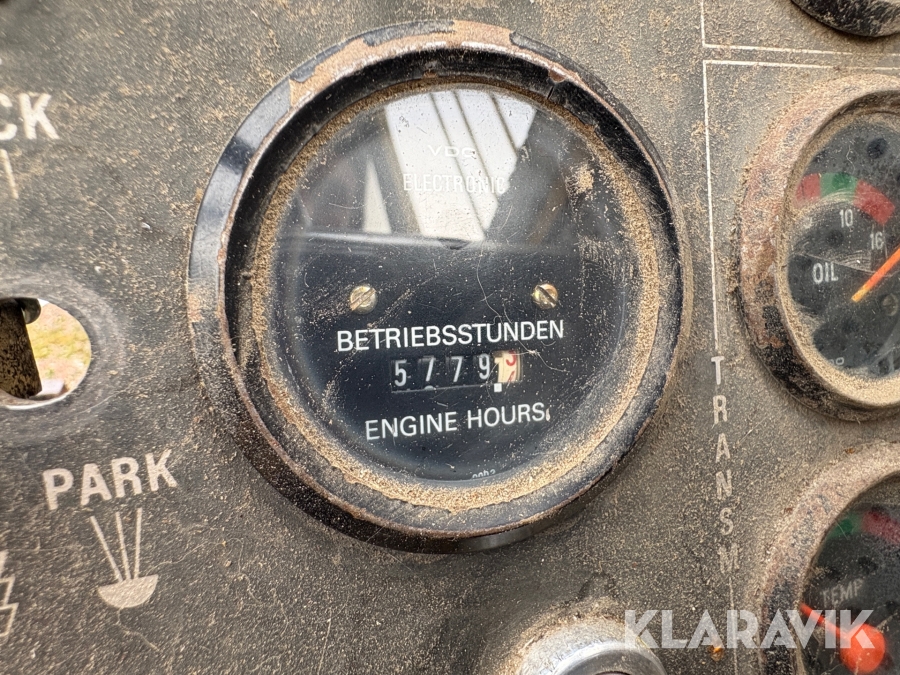 CK
VDO
ELECTRONIC
BETRIEBSSTUNDEN
5779
ENGINE HOURS
PARK
TRANSM
10
16
OIL
TEMP
KLARAVIK